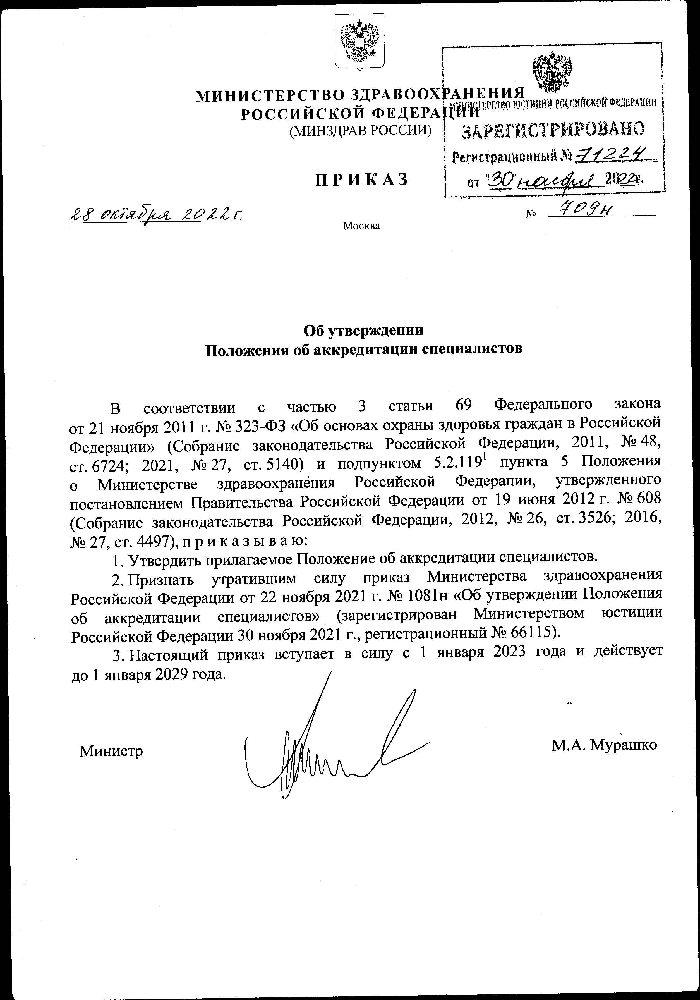 МИНИСТЕРСТВО ЗДРАВООХРАНЕНИЯ
РОССИЙСКОЙ ФЕДЕРАЦИИ
(МИНЗДРАВ РОССИИ)
МИНИСТЕРСТВО ЮСТИЦИИ РОССИЙСКОЙ ФЕДЕРАЦИИ
ЗАРЕГИСТРИРОВАНО
Регистрационный № 71224
от "30" ноября 2022г.
ПРИКАЗ
28 октября 2022 г.
№ 709н
Москва
Об утверждении
Положения об аккредитации специалистов
В соответствии с частью 3 статьи 69 Федерального закона
от 21 ноября 2011 г. № 323-ФЗ «Об основах охраны здоровья граждан в Российской
Федерации» (Собрание законодательства Российской Федерации, 2011, № 48,
ст. 6724; 2021, № 27, ст. 5140) и подпунктом 5.2.119¹ пункта 5 Положения
о Министерстве здравоохранения Российской Федерации, утвержденного
постановлением Правительства Российской Федерации от 19 июня 2012 г. № 608
(Собрание законодательства Российской Федерации, 2012, № 26, ст. 3526; 2016,
№ 27, ст. 4497), п р и к а з ы в а ю:
1. Утвердить прилагаемое Положение об аккредитации специалистов.
2. Признать утратившим силу приказ Министерства здравоохранения
Российской Федерации от 22 ноября 2021 г. № 1081н «Об утверждении Положения
об аккредитации специалистов» (зарегистрирован Министерством юстиции
Российской Федерации 30 ноября 2021 г., регистрационный № 66115).
3. Настоящий приказ вступает в силу с 1 января 2023 года и действует
до 1 января 2029 года.
Министр
М.А. Мурашко